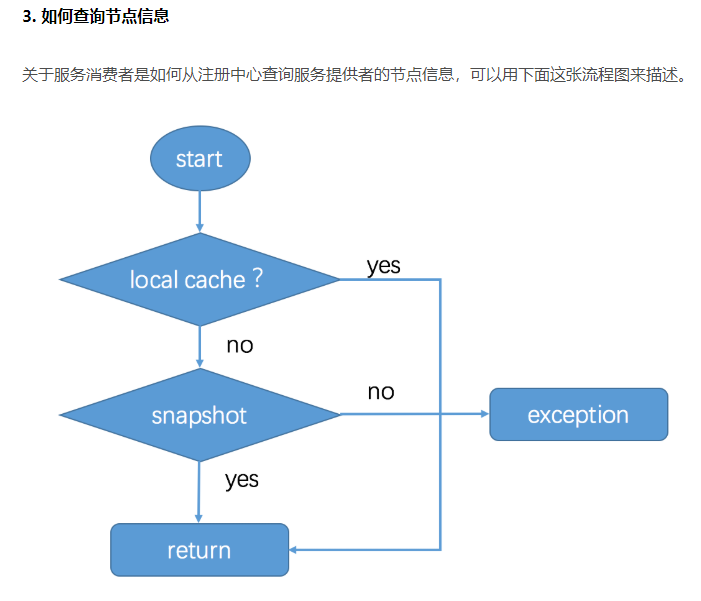 3. 如何查询节点信息
关于服务消费者是如何从注册中心查询服务提供者的节点信息，可以用下面这张流程图来描述。
start
local cache？
yes
no
snapshot
no
exception
yes
return